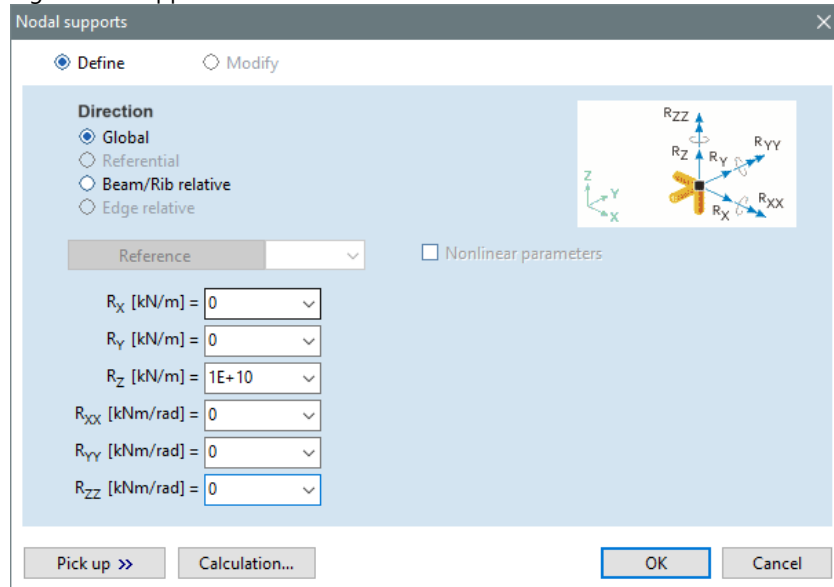 Nodal supports
Define Modify
Direction
Global
Referential
Beam/Rib relative
Edge relative
Reference
Nonlinear parameters
RZZ
RZ RY RYY
RX RXX
Z
Y
X
RX [kN/m] = 0
RY [kN/m] = 0
RZ [kN/m] = 1E+10
RXX [kNm/rad] = 0
RYY [kNm/rad] = 0
RZZ [kNm/rad] = 0
Pick up >> Calculation... OK Cancel